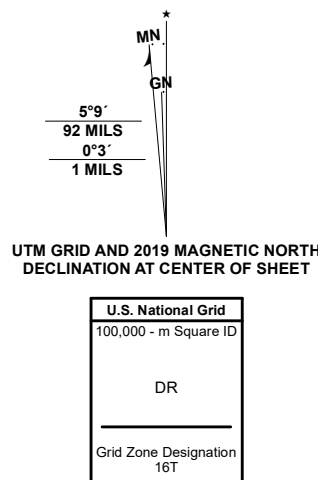 ★
MN
GN
5°9´
92 MILS
0°3´
1 MILS
UTM GRID AND 2019 MAGNETIC NORTH
DECLINATION AT CENTER OF SHEET
U.S. National Grid
100,000 - m Square ID
DR
Grid Zone Designation
16T